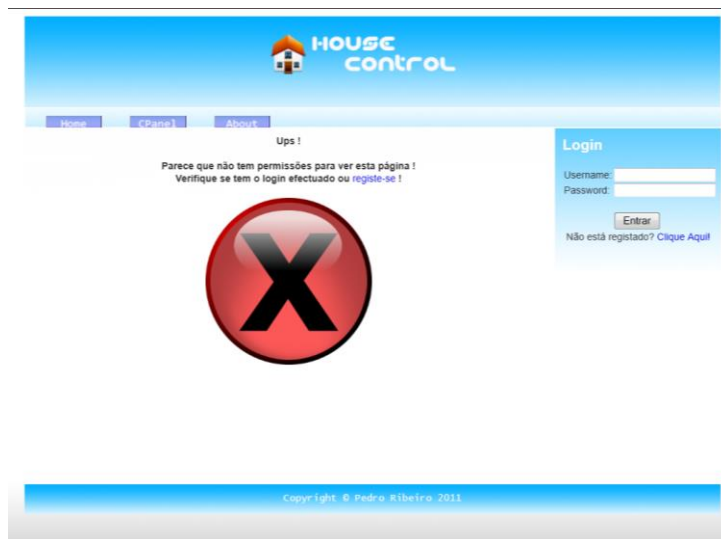 House
Control
Home CPanel About
Ups !
Parece que não tem permissões para ver esta página !
Verifique se tem o login efectuado ou registe-se !
X
Login
Username:
Password:
Entrar
Não está registado? Clique Aqui!
Copyright © Pedro Ribeiro 2011